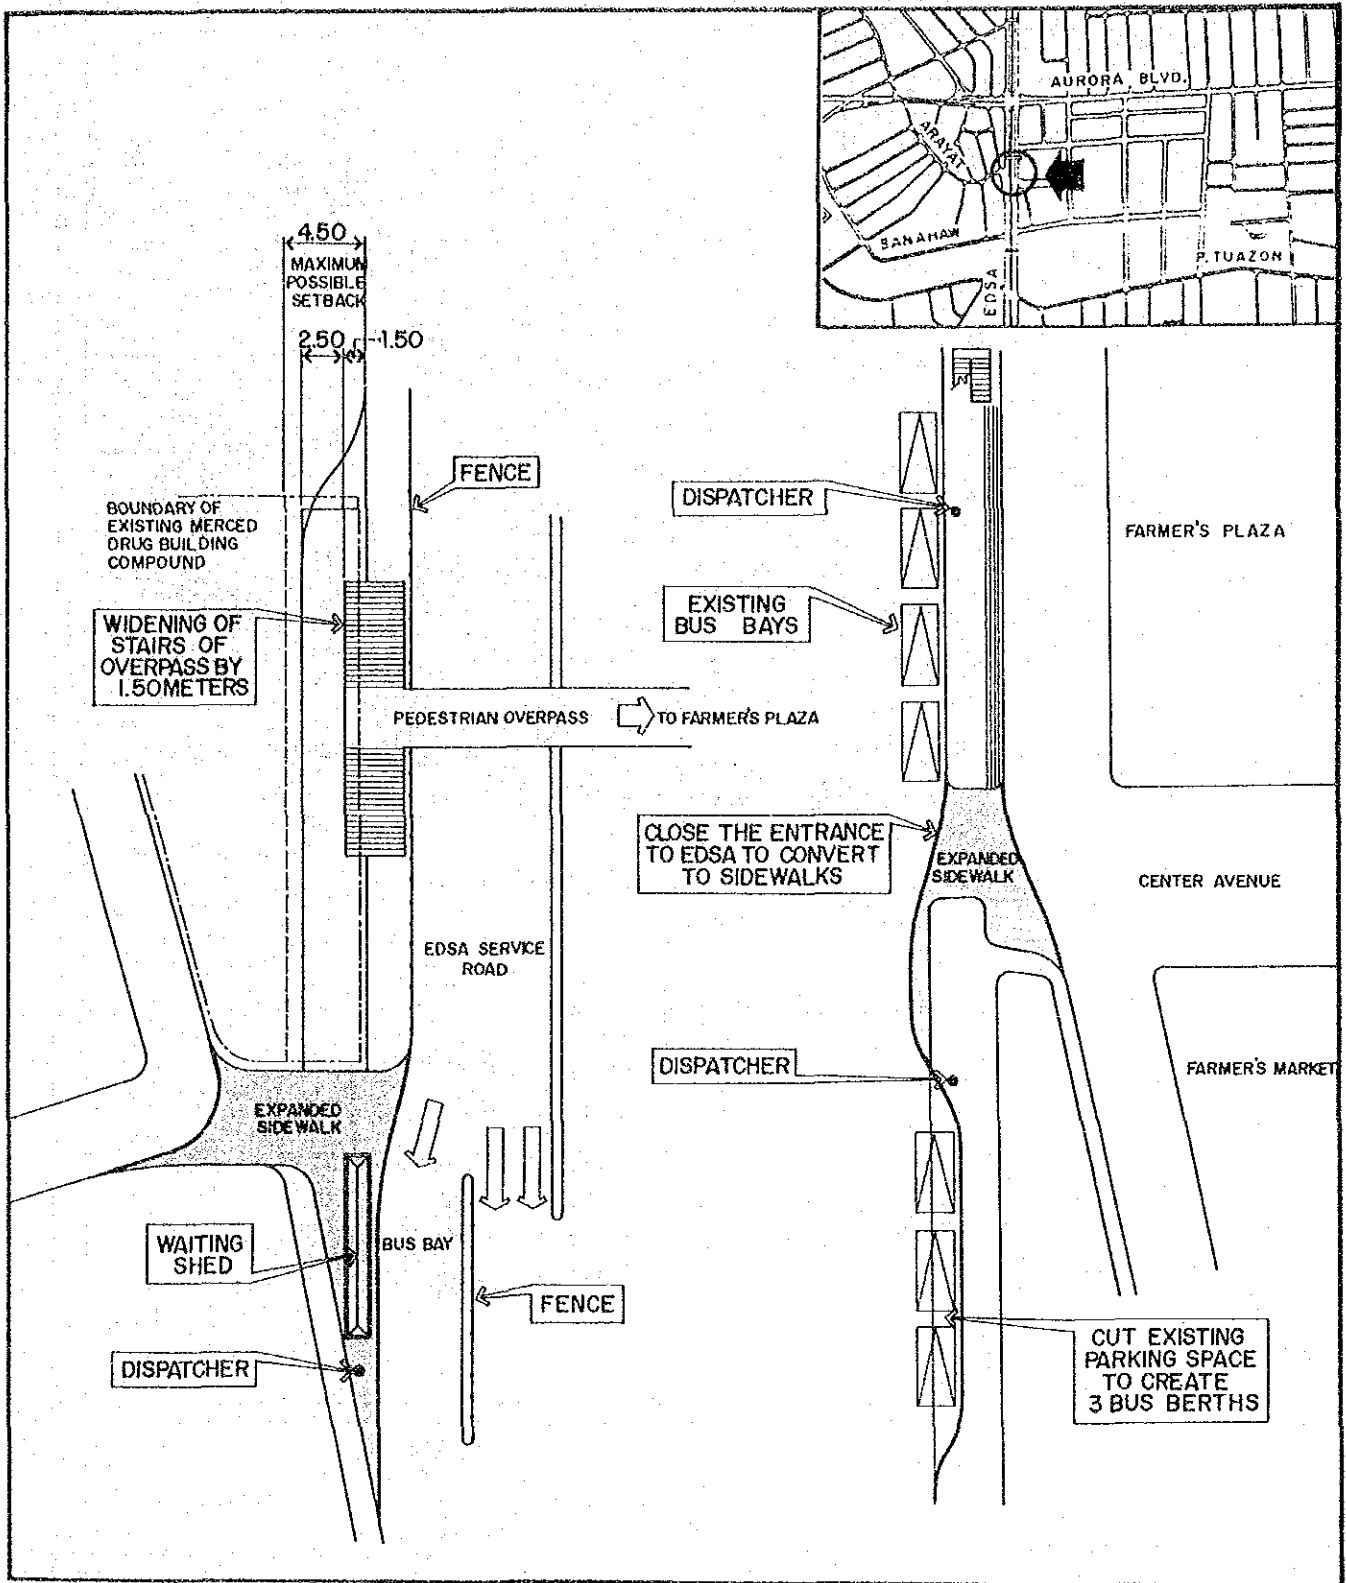 AURORA BLVD.
ARAYAT
BANAHAW
P. TUAZON
EDSA
4.50
MAXIMUM
POSSIBLE
SETBACK
2.50
1.50
FENCE
BOUNDARY OF
EXISTING MERCED
DRUG BUILDING
COMPOUND
WIDENING OF
STAIRS OF
OVERPASS BY
1.50 METERS
PEDESTRIAN OVERPASS
TO FARMER'S PLAZA
EDSA SERVICE
ROAD
EXPANDED
SIDEWALK
WAITING
SHED
BUS BAY
FENCE
DISPATCHER
DISPATCHER
FARMER'S PLAZA
EXISTING
BUS BAYS
CLOSE THE ENTRANCE
TO EDSA TO CONVERT
TO SIDEWALKS
EXPANDED
SIDEWALK
CENTER AVENUE
DISPATCHER
FARMER'S MARKET
CUT EXISTING
PARKING SPACE
TO CREATE
3 BUS BERTHS